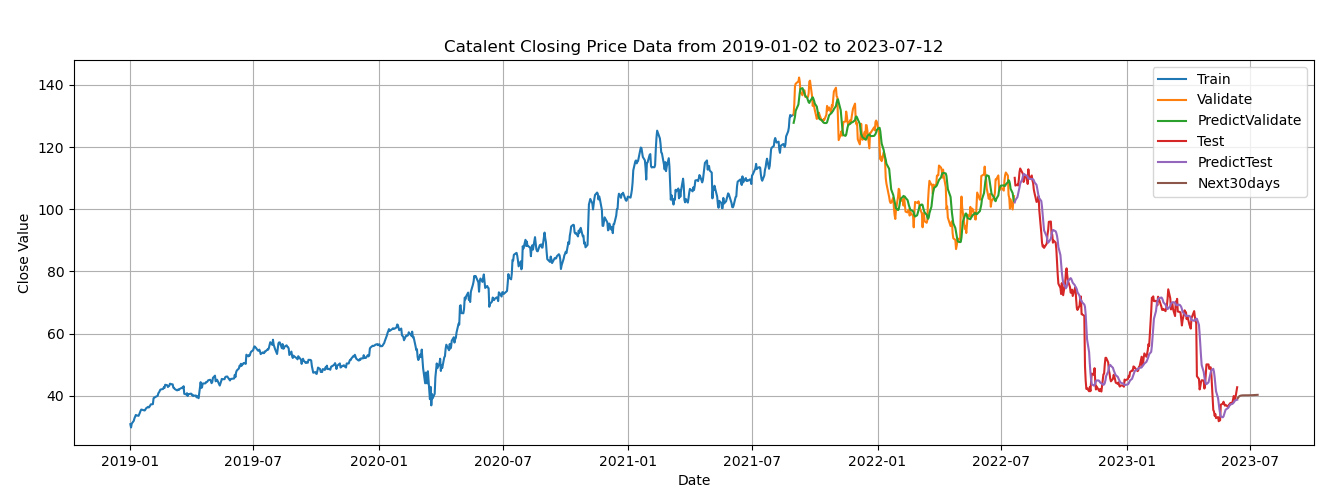 Catalent Closing Price Data from 2019-01-02 to 2023-07-12
Train
Validate
PredictValidate
Test
PredictTest
Next30days
Close Value
140
120
100
80
60
40
2019-01 2019-07 2020-01 2020-07 2021-01 2021-07 2022-01 2022-07 2023-01 2023-07
Date